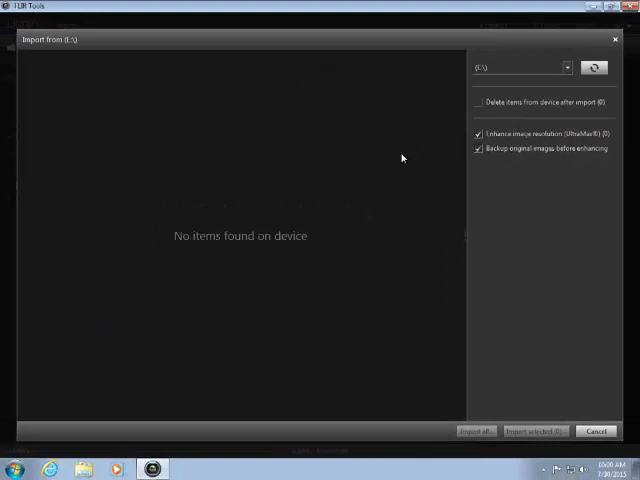 FLIR Tools
Import from (E:\)
(E:\)
Delete items from device after import (0)
Enhance image resolution (UltraMax®) (0)
Backup original images before enhancing
No items found on device
Import all...
Import selected (0)...
Cancel
10:00 AM
7/20/2015